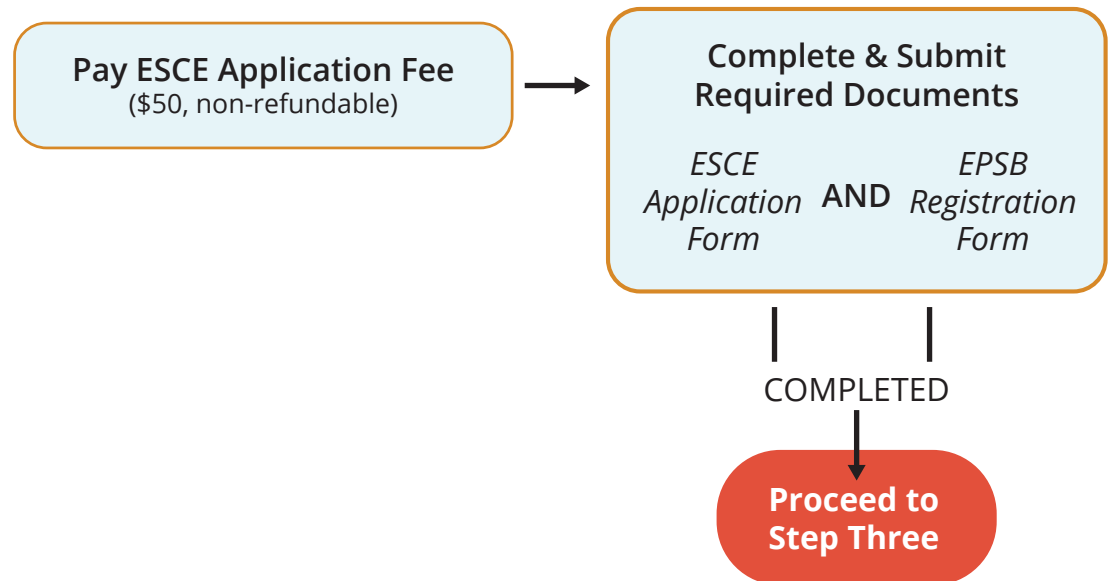 Pay ESCE Application Fee
($50, non-refundable)
Complete & Submit
Required Documents
ESCE
Application
Form
AND
EPSB
Registration
Form
COMPLETED
Proceed to
Step Three